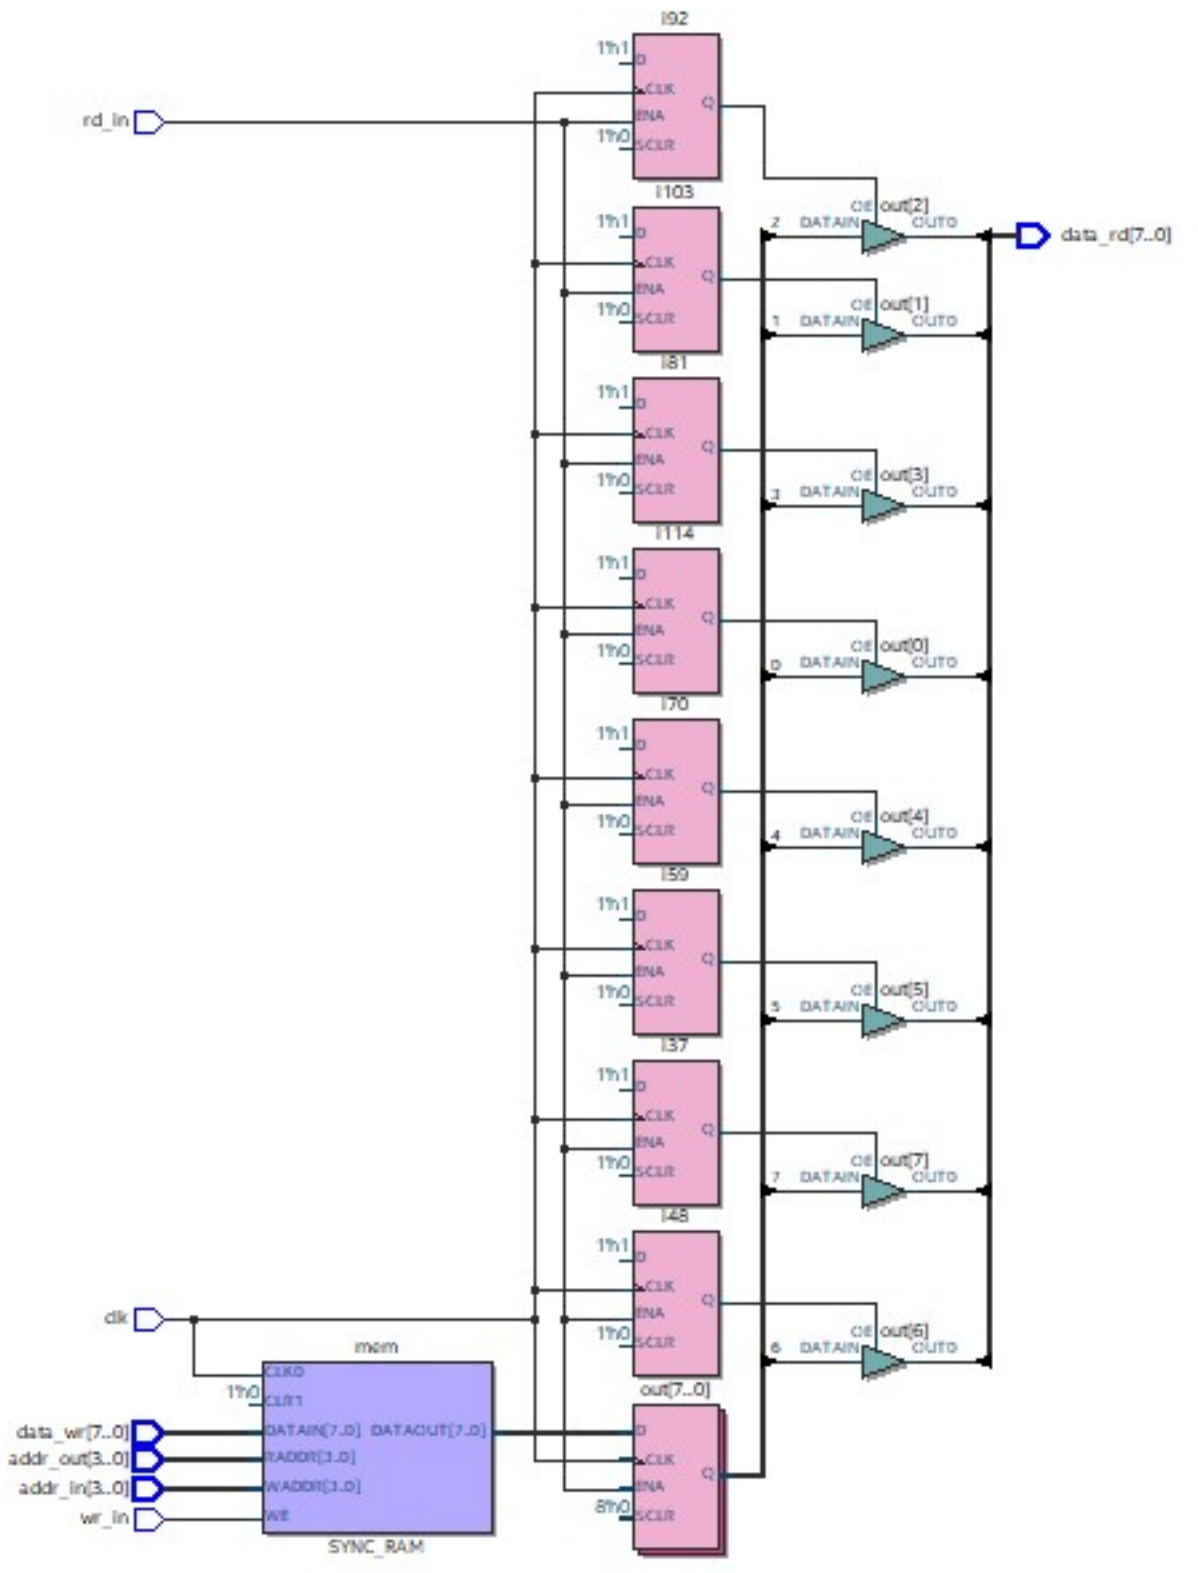 i92
1'h1
D
CLK
Q
ENA
rd_in
1'h0
SCLR
i103
1'h1
D
CLK
Q
ENA
1'h0
SCLR
OE out[2]
2 DATAIN OUT0
data_rd[7..0]
OE out[1]
1 DATAIN OUT0
i81
1'h1
D
CLK
Q
ENA
1'h0
SCLR
OE out[3]
3 DATAIN OUT0
i114
1'h1
D
CLK
Q
ENA
1'h0
SCLR
OE out[0]
0 DATAIN OUT0
i70
1'h1
D
CLK
Q
ENA
1'h0
SCLR
OE out[4]
4 DATAIN OUT0
i59
1'h1
D
CLK
Q
ENA
1'h0
SCLR
OE out[5]
5 DATAIN OUT0
i37
1'h1
D
CLK
Q
ENA
1'h0
SCLR
OE out[7]
7 DATAIN OUT0
i48
1'h1
D
CLK
Q
ENA
1'h0
SCLR
OE out[6]
6 DATAIN OUT0
clk
mem
CLK0
1'h0
CLR1
data_wr[7..0]
DATAIN[7.0] DATAOUT[7.0]
addr_out[3..0]
RADDR[3.0]
addr_in[3..0]
WADDR[3.0]
wr_in
WE
SYNC_RAM
out[7..0]
D
CLK
Q
ENA
8'h0
SCLR